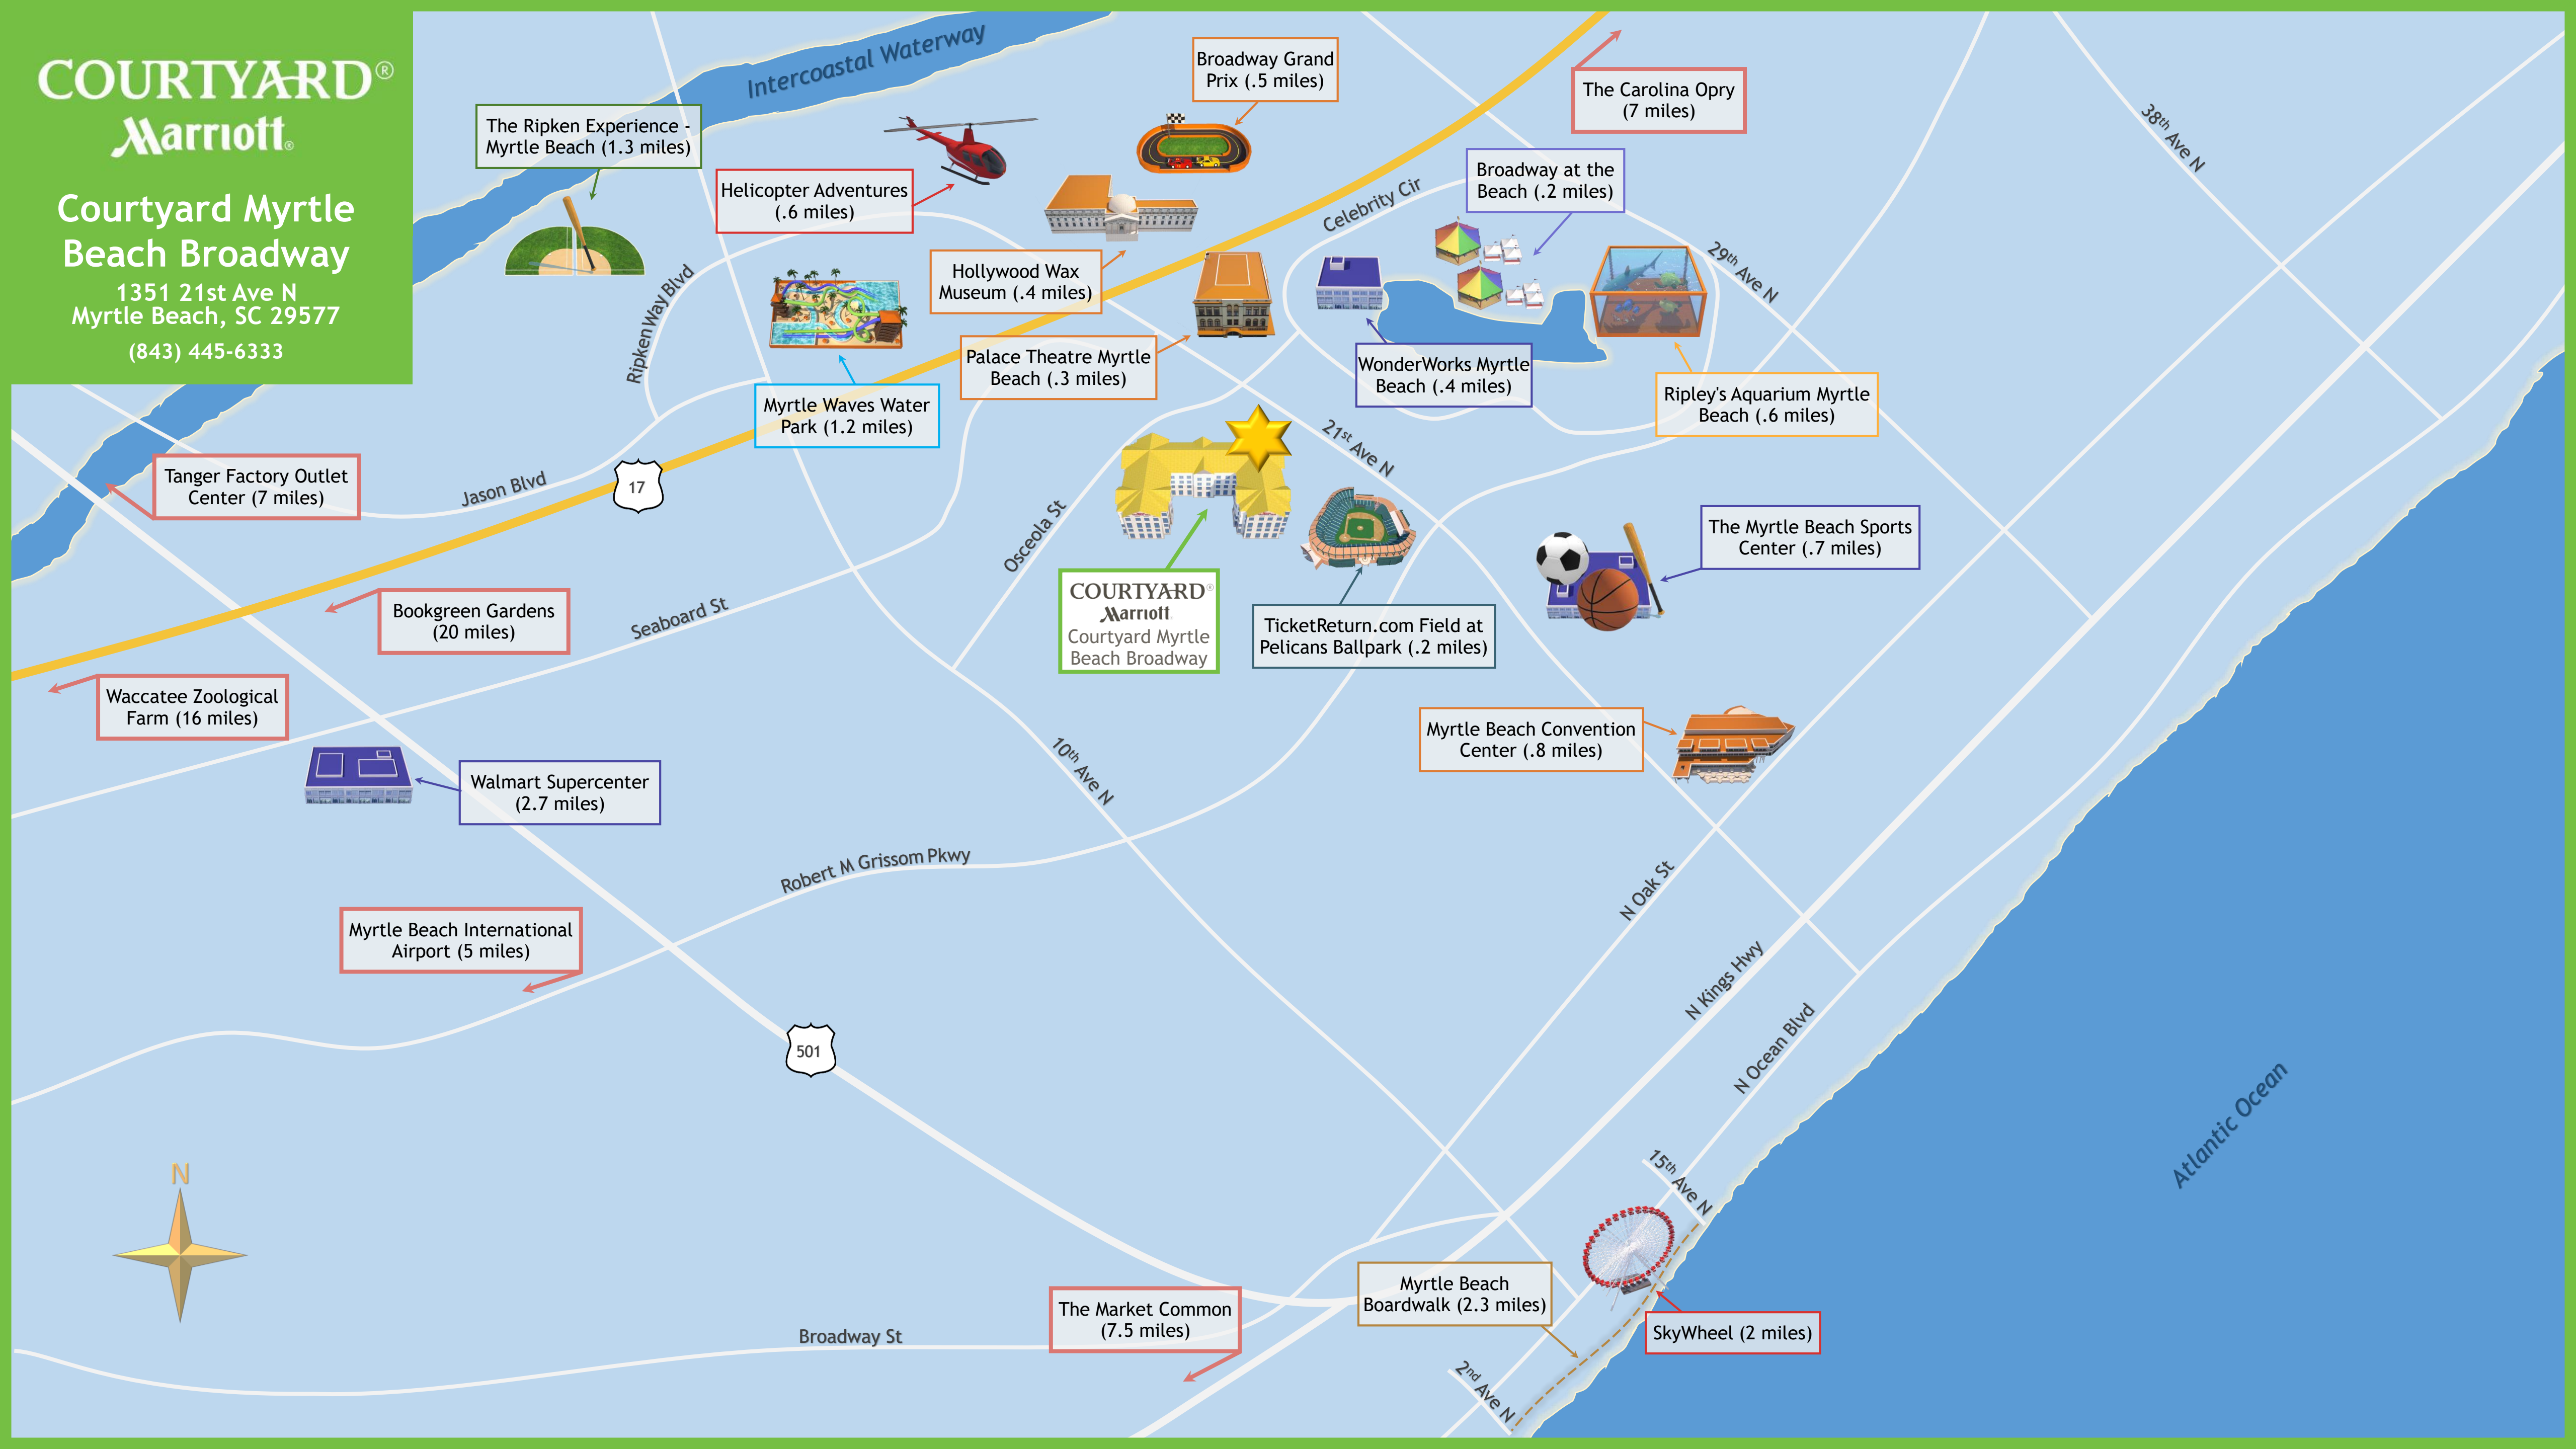 COURTYARD®
Marriott®
Courtyard Myrtle
Beach Broadway
1351 21st Ave N
Myrtle Beach, SC 29577
(843) 445-6333
Intercoastal Waterway
Broadway Grand
Prix (.5 miles)
The Carolina Opry
(7 miles)
The Ripken Experience -
Myrtle Beach (1.3 miles)
38th Ave N
Helicopter Adventures
(.6 miles)
Broadway at the
Beach (.2 miles)
Celebrity Cir
29th Ave N
Hollywood Wax
Museum (.4 miles)
RipkenWay Blvd
Palace Theatre Myrtle
Beach (.3 miles)
WonderWorks Myrtle
Beach (.4 miles)
Ripley's Aquarium Myrtle
Beach (.6 miles)
Myrtle Waves Water
Park (1.2 miles)
21st Ave N
Tanger Factory Outlet
Center (7 miles)
Jason Blvd
17
Osceola St
The Myrtle Beach Sports
Center (.7 miles)
Bookgreen Gardens
(20 miles)
Seaboard St
COURTYARD®
Marriott
Courtyard Myrtle
Beach Broadway
TicketReturn.com Field at
Pelicans Ballpark (.2 miles)
Waccatee Zoological
Farm (16 miles)
Myrtle Beach Convention
Center (.8 miles)
10th Ave N
Walmart Supercenter
(2.7 miles)
Robert M Grissom Pkwy
N Oak St
Myrtle Beach International
Airport (5 miles)
N Kings Hwy
501
N Ocean Blvd
Atlantic Ocean
N
15th Ave N
Myrtle Beach
Boardwalk (2.3 miles)
The Market Common
(7.5 miles)
SkyWheel (2 miles)
Broadway St
2nd Ave N